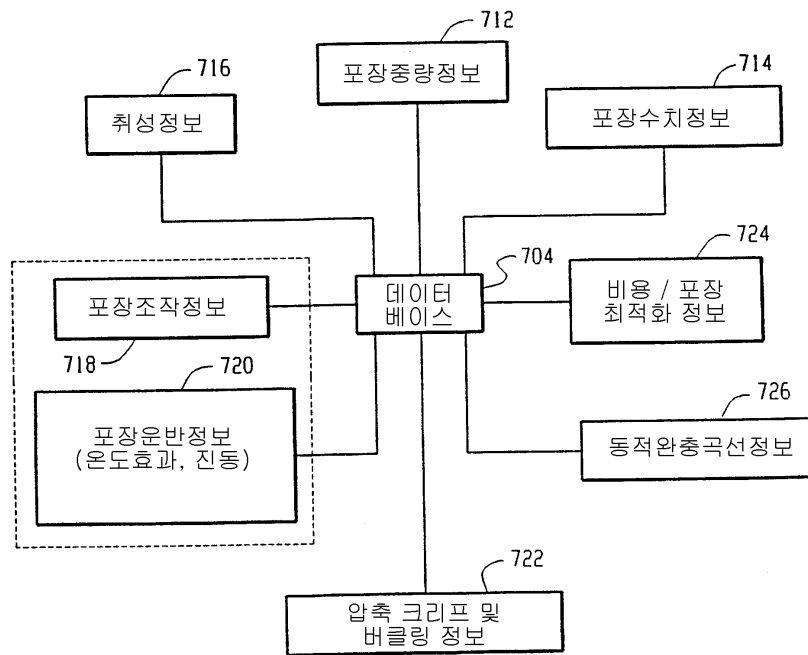 712
포장중량정보
716
취성정보
714
포장수치정보
704
데이터
베이스
724
비용 / 포장
최적화 정보
포장조작정보
718
720
포장운반정보
(온도효과, 진동)
726
동적완충곡선정보
722
압축 크리프 및
버클링 정보